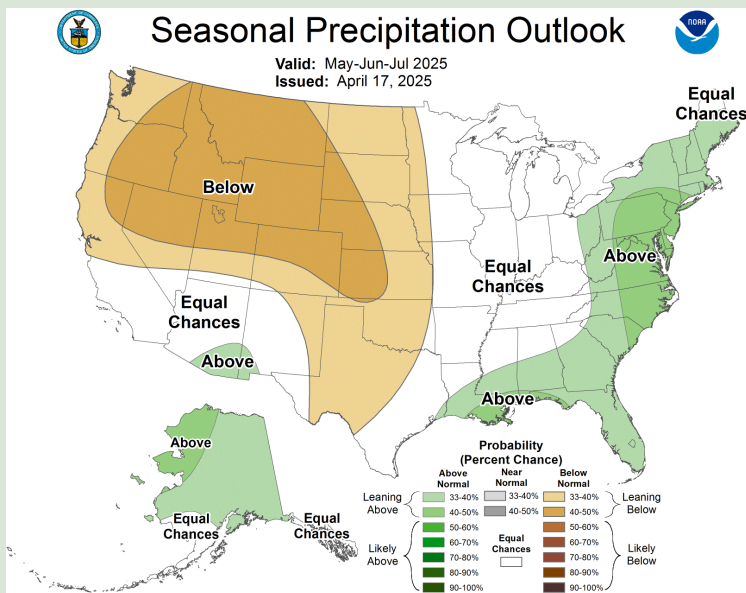 Seasonal Precipitation Outlook
NOAA
Valid: May-Jun-Jul 2025
Issued: April 17, 2025
Equal
Chances
Below
Above
Equal
Chances
Equal
Chances
Above
Above
Above
Equal
Chances
Equal
Chances
Probability
(Percent Chance)
Above
Normal
Near
Normal
Below
Normal
Leaning
Above
33-40%
33-40%
33-40%
Leaning
Below
40-50%
40-50%
40-50%
Likely
Above
50-60%
60-70%
70-80%
80-90%
90-100%
Equal
Chances
50-60%
60-70%
70-80%
80-90%
90-100%
Likely
Below